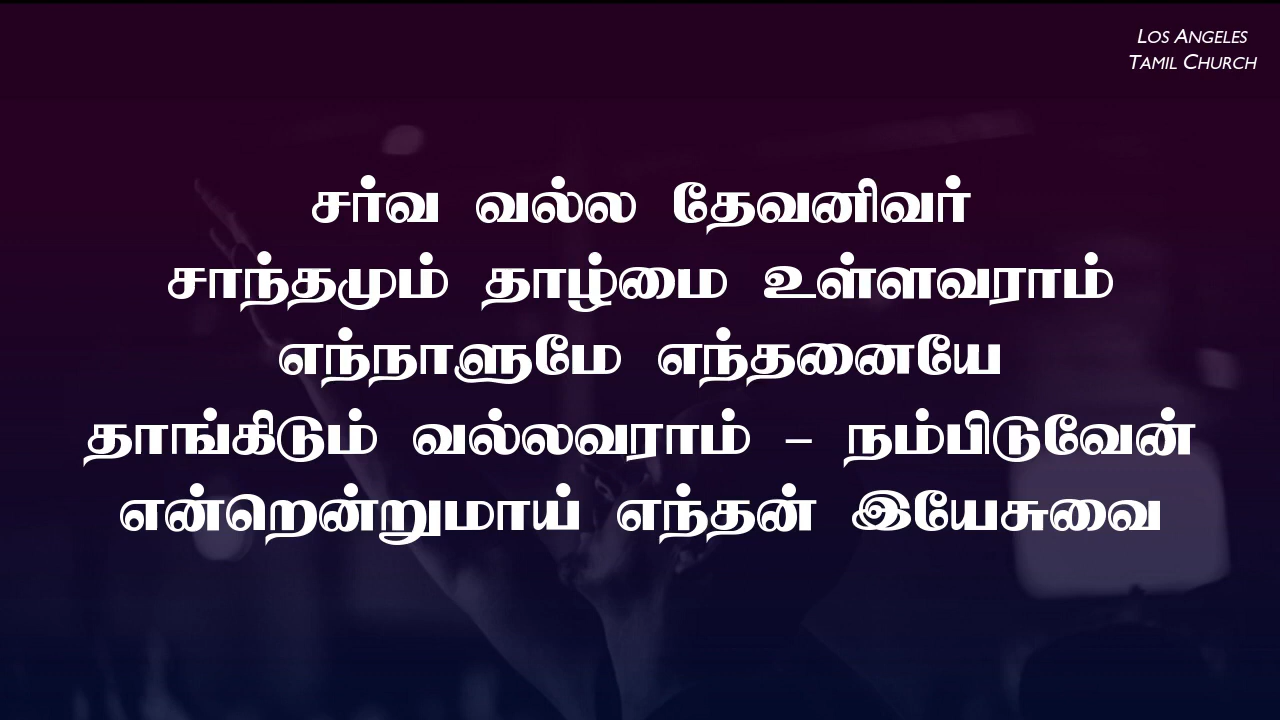 Los Angeles
Tamil Church
சர்வ வல்ல தேவனிவர்
சாந்தமும் தாழ்மை உள்ளவராம்
எந்நாளுமே எந்தனையே
தாங்கிடும் வல்லவராம் – நம்பிடுவேன்
என்றென்றுமாய் எந்தன் இயேசுவை